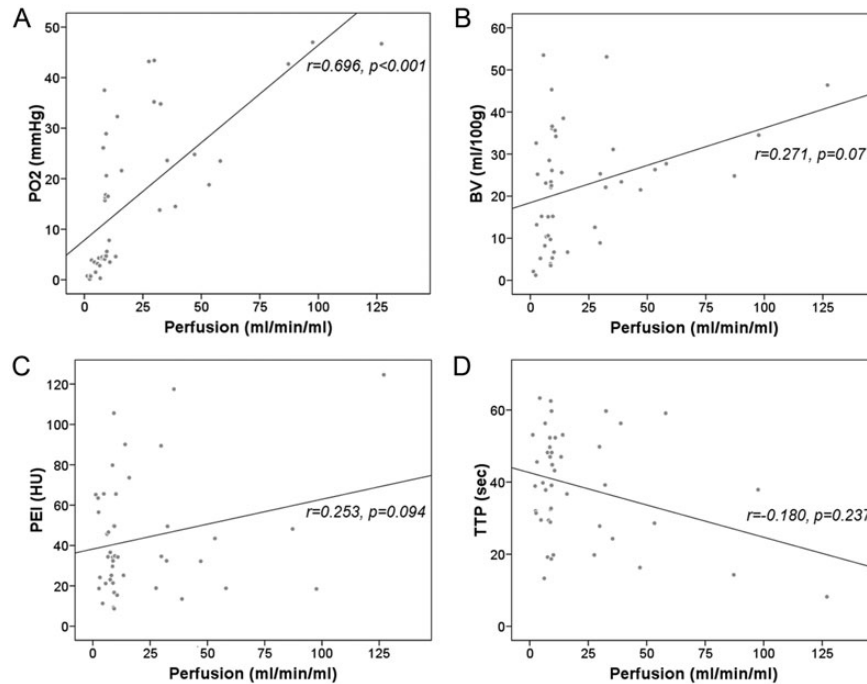 A
PO2 (mmHg)
50
40
30
20
10
0
r=0.696, p<0.001
0 25 50 75 100 125
Perfusion (ml/min/ml)
B
BV (ml/100g)
60
50
40
30
20
10
0
r=0.271, p=0.07
0 25 50 75 100 125
Perfusion (ml/min/ml)
C
PEI (HU)
120
100
80
60
40
20
0
r=0.253, p=0.094
0 25 50 75 100 125
Perfusion (ml/min/ml)
D
TTP (sec)
60
40
20
0
r=-0.180, p=0.237
0 25 50 75 100 125
Perfusion (ml/min/ml)